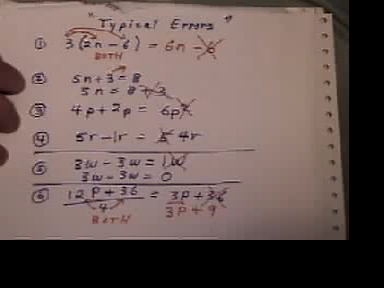 "Typical Errors"
① 3(2n-6) = 6n - 6
BOTH
② 5n+3=8
5n = 8+3
③ 4p+2p = 6p²
④ 5r-1r = 5 4r
⑤ 3w-3w = 1w
3w-3w = 0
⑥ 12p+36 = 3p+36
4 3p+9
BOTH